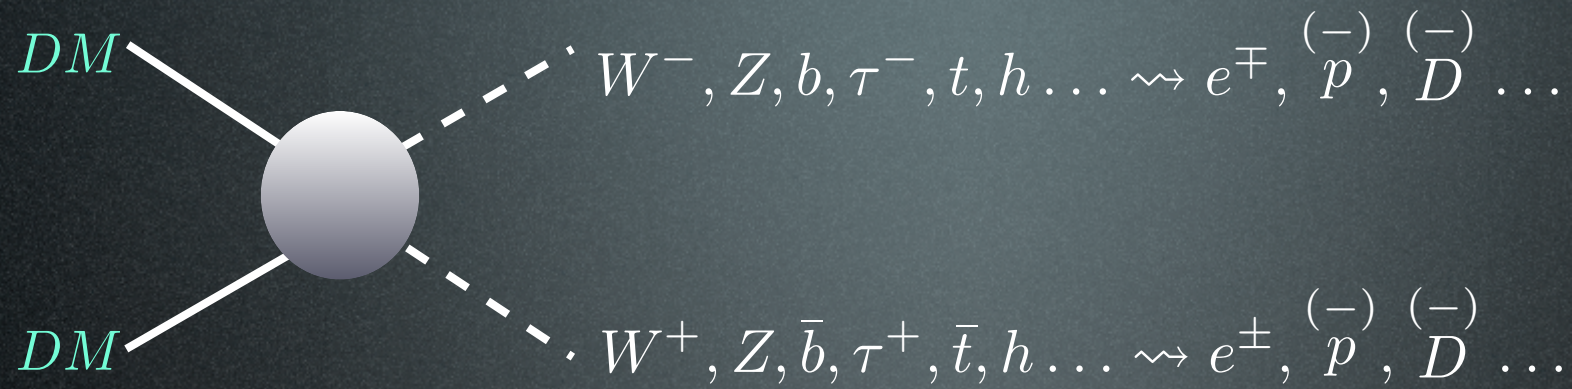 DM
W⁻, Z, b, τ⁻, t, h . . . ⇝ e∓, (−)p, (−)D . . .
DM
W⁺, Z, b̄, τ⁺, t̄, h . . . ⇝ e±, (−)p, (−)D . . .